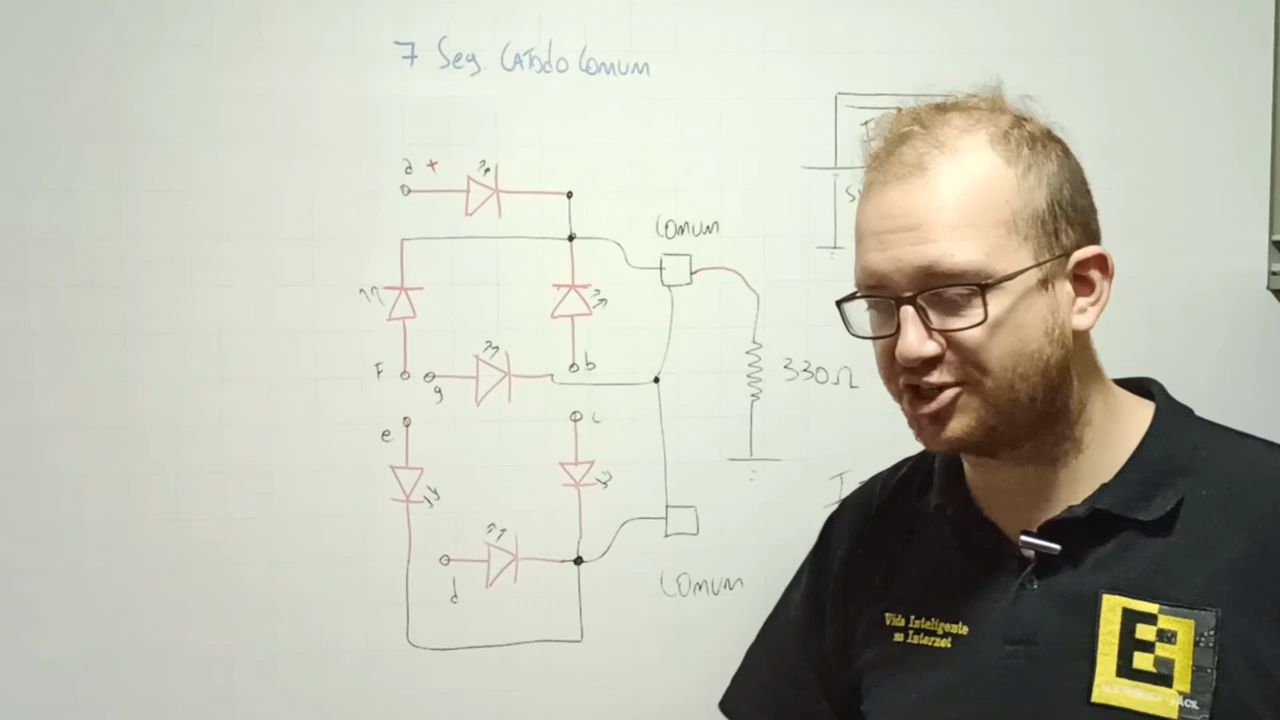 7 Seg. CAtodo Comum
a +
Comum
F
g
b
330Ω
e
c
d
Comum
Vida Inteligente
na Internet